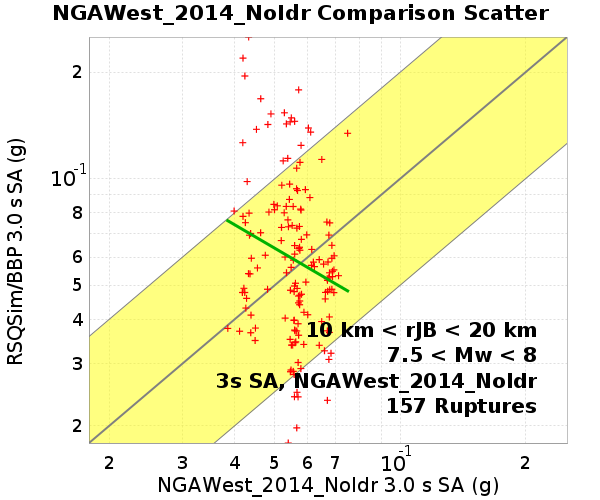 NGAWest_2014_NoIdr Comparison Scatter
RSQSim/BBP 3.0 s SA (g)
2
10⁻¹
8
6
5
4
3
2
10 km < rJB < 20 km
7.5 < Mw < 8
3s SA, NGAWest_2014_NoIdr
157 Ruptures
2 3 4 5 6 7 10⁻¹ 2
NGAWest_2014_NoIdr 3.0 s SA (g)